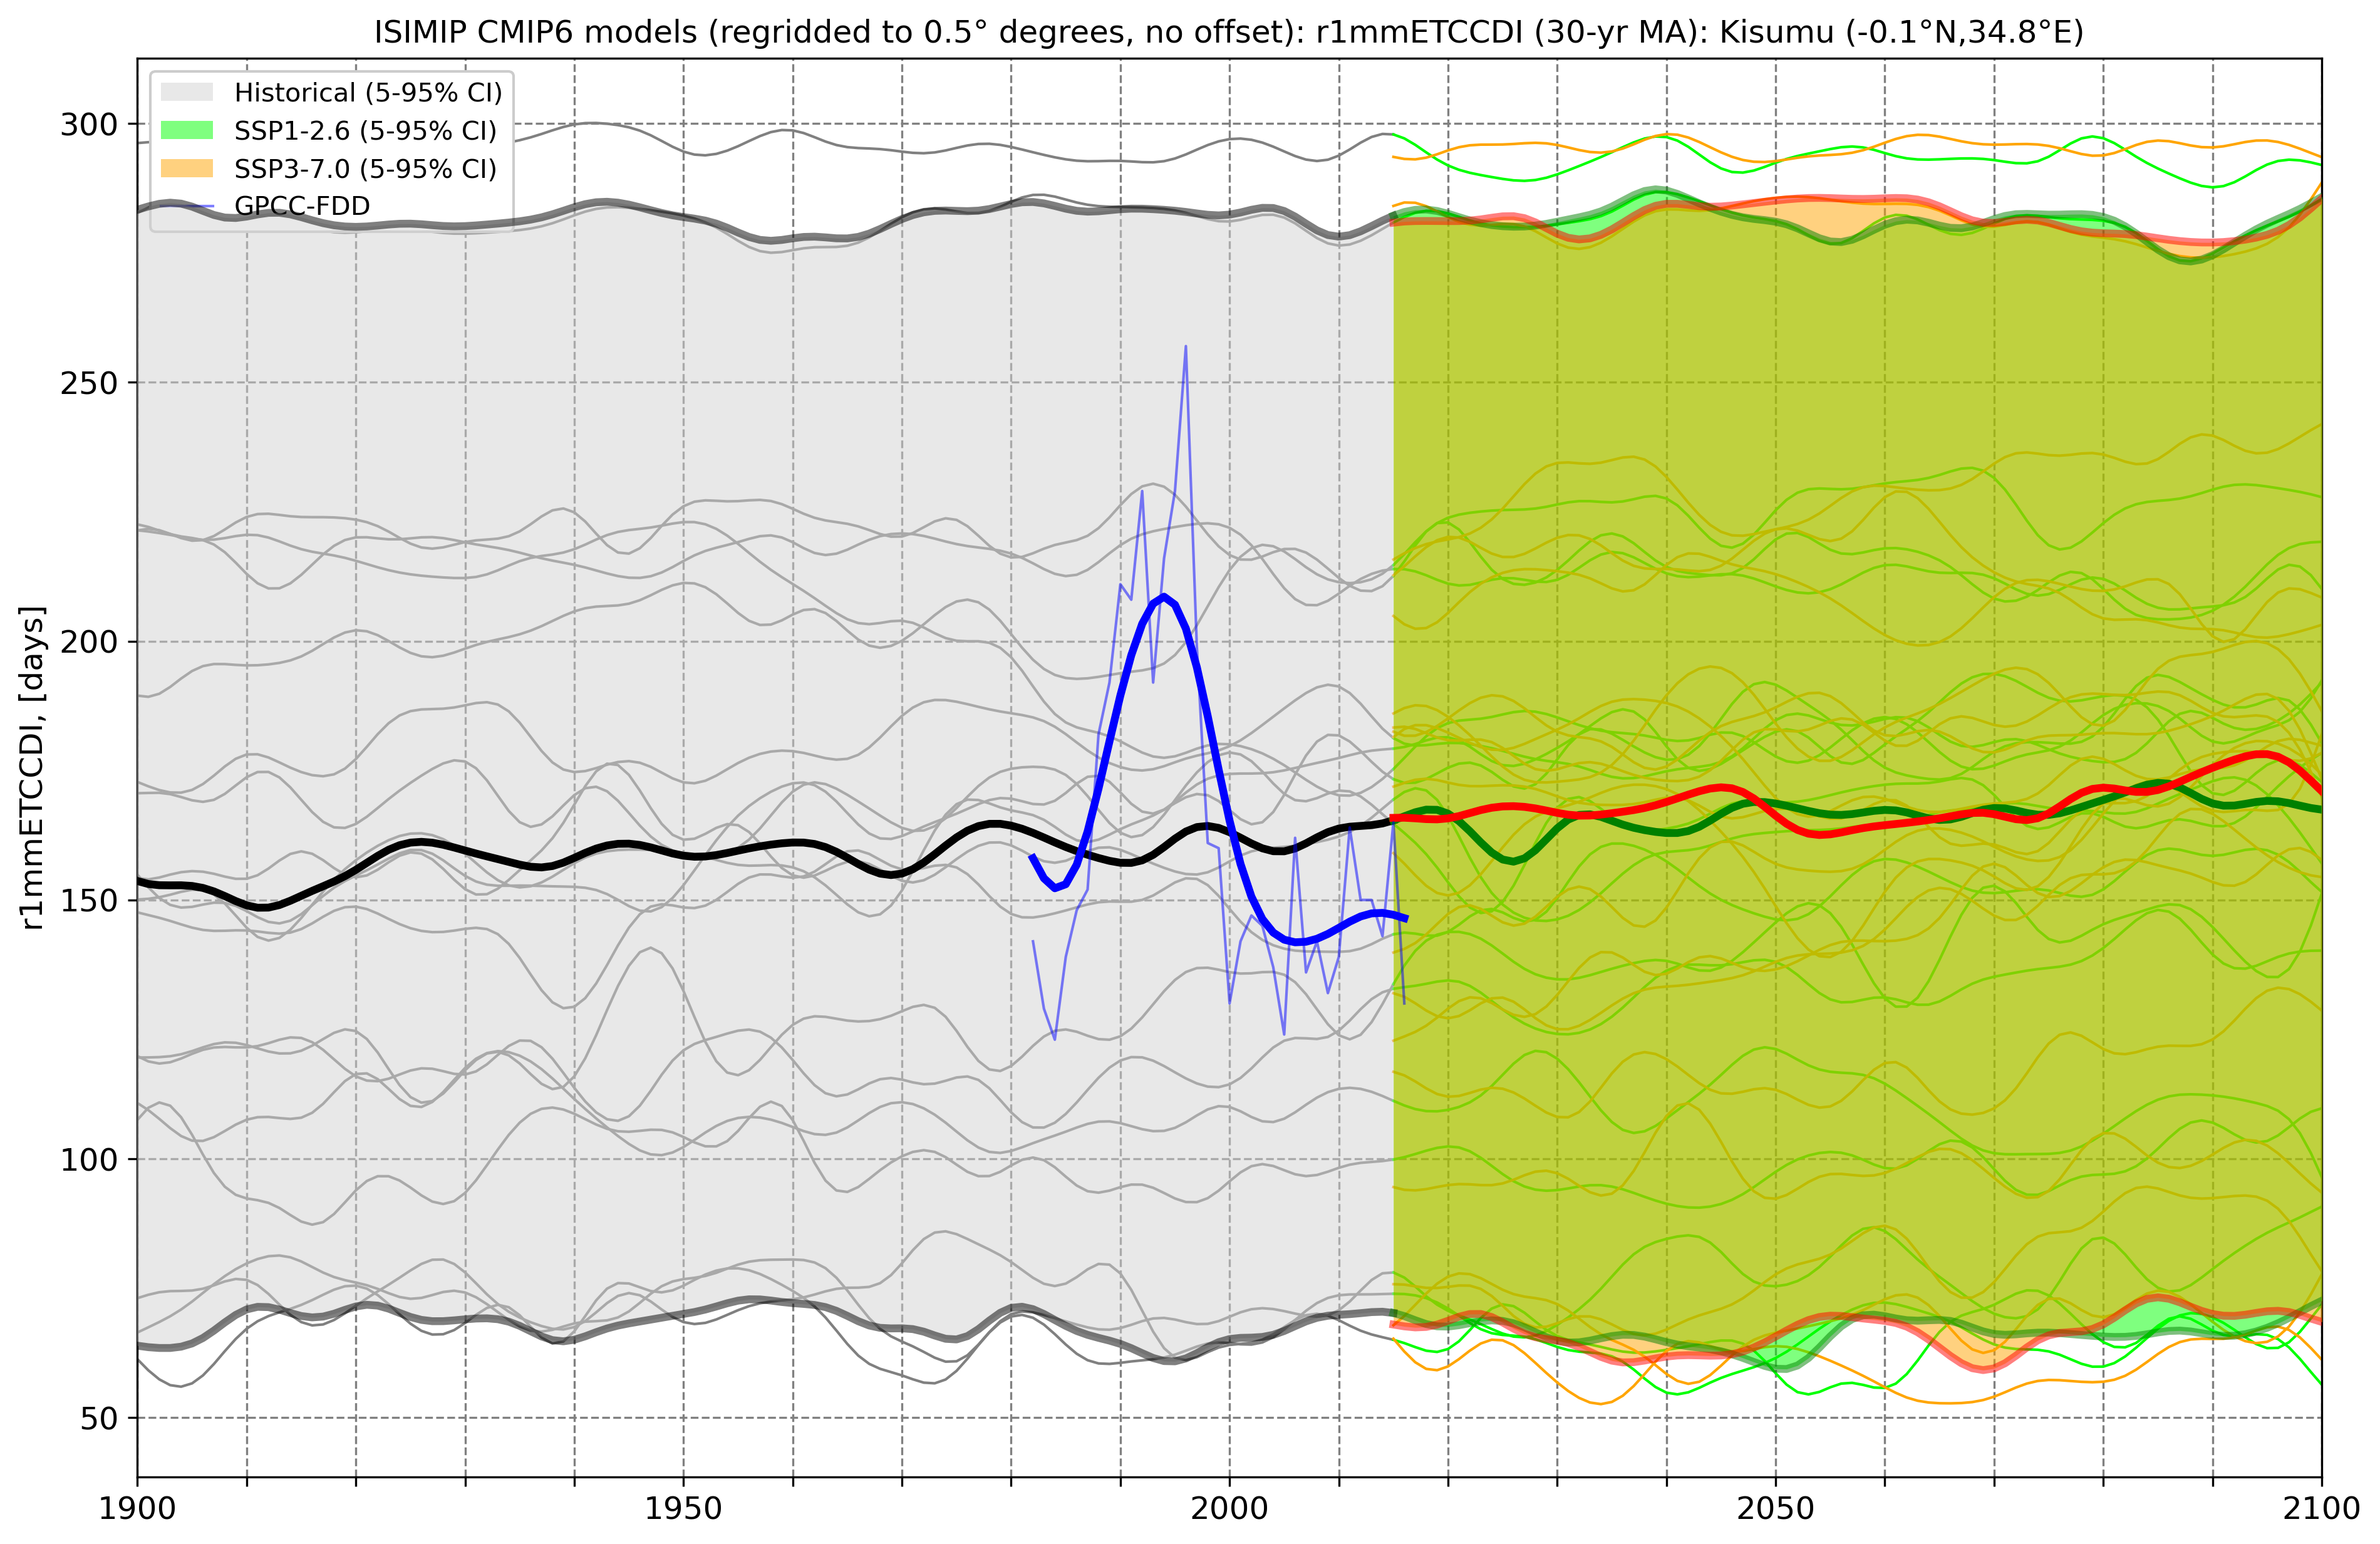 ISIMIP CMIP6 models (regridded to 0.5° degrees, no offset): r1mmETCCDI (30-yr MA): Kisumu (-0.1°N,34.8°E)
Historical (5-95% CI)
SSP1-2.6 (5-95% CI)
SSP3-7.0 (5-95% CI)
GPCC-FDD
r1mmETCCDI, [days]
300
250
200
150
100
50
1900
1950
2000
2050
2100